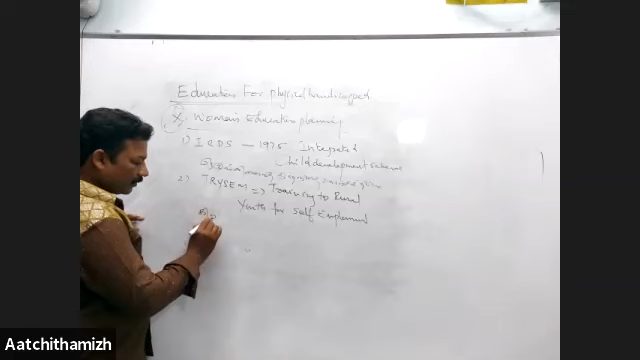 Education For physical handicapped
X. Women's Education planning
1) ICDS — 1975 Integrated
Child development scheme
2) TRYSEM => Training to Rural
Youth for Self Employment
Aatchithamizh